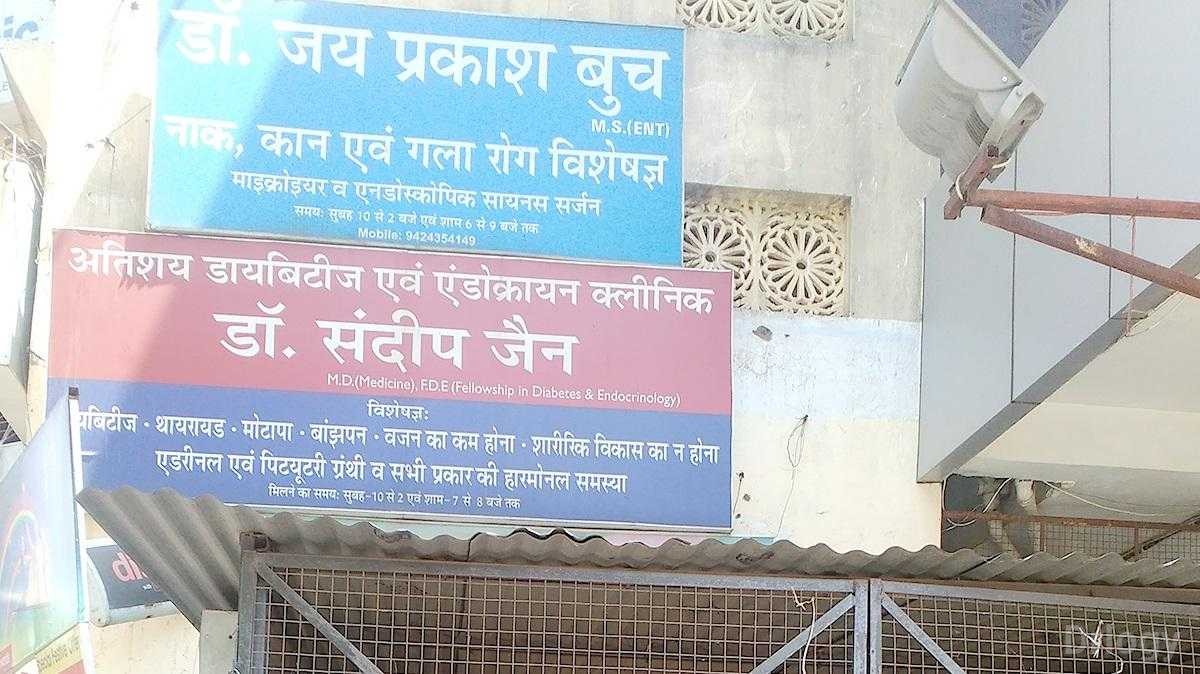 डॉ. जय प्रकाश बुच
M.S.(ENT)
नाक, कान एवं गला रोग विशेषज्ञ
माइक्रोइयर व एनडोस्कोपिक सायनस सर्जन
समय: सुबह 10 से 2 बजे एवं शाम 6 से 9 बजे तक
Mobile: 9424354149
अतिशय डायबिटीज एवं एंडोक्रायन क्लीनिक
डॉ. संदीप जैन
M.D.(Medicine), F.D.E (Fellowship in Diabetes & Endocrinology)
विशेषज्ञ:
यबिटीज · थायरायड · मोटापा · बांझपन · वजन का कम होना · शारीरिक विकास का न होना
एडरीनल एवं पिटयूटरी ग्रंथी व सभी प्रकार की हारमोनल समस्या
मिलने का समय: सुबह-10 से 2 एवं शाम-7 से 8 बजे तक